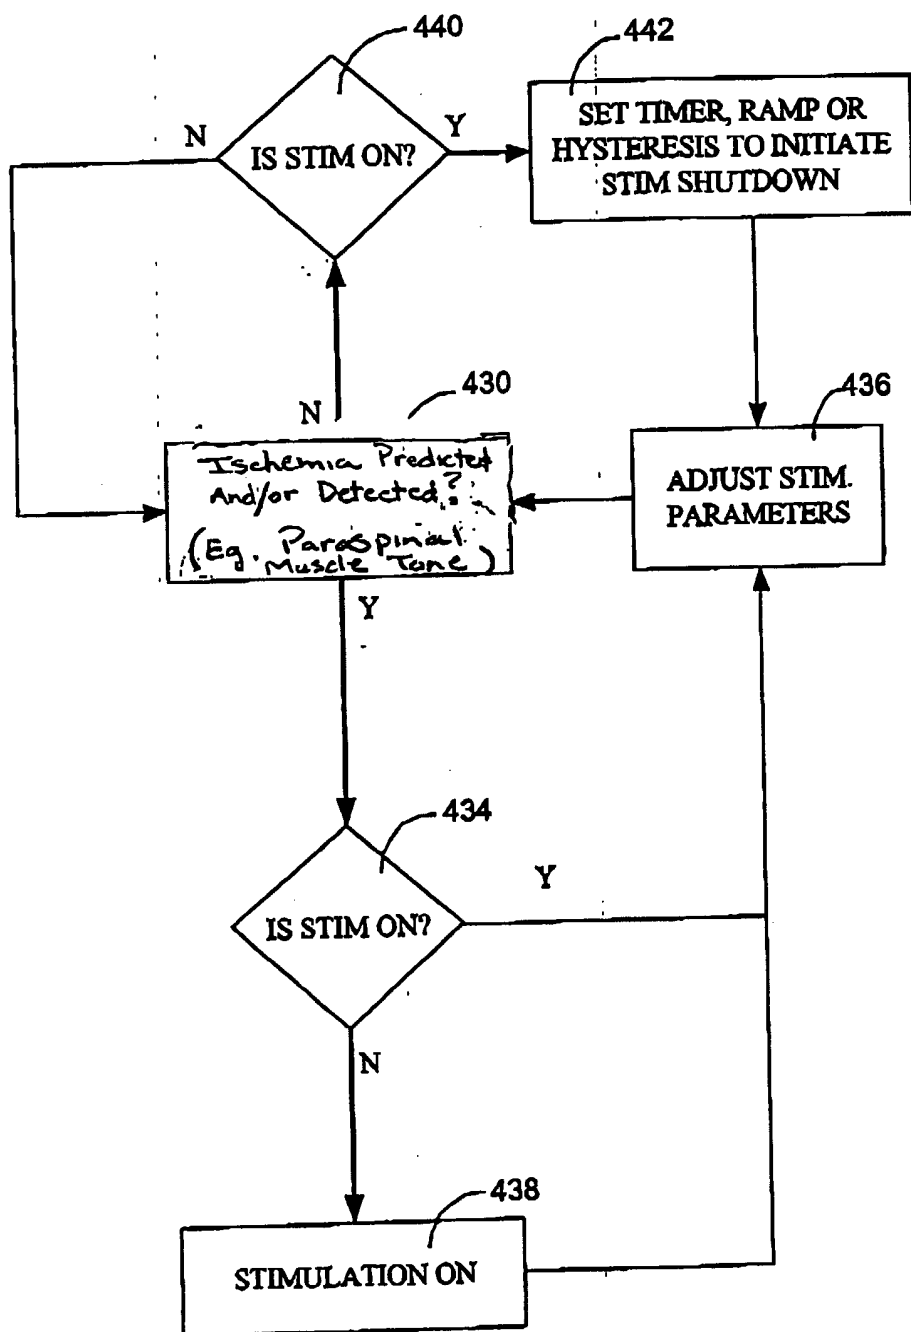 440
442
N
IS STIM ON?
Y
SET TIMER, RAMP OR
HYSTERESIS TO INITIATE
STIM SHUTDOWN
430
N
436
Ischemia Predicted
And/or Detected?
(Eg. Paraspinal
Muscle Tone)
ADJUST STIM.
PARAMETERS
Y
434
IS STIM ON?
Y
N
438
STIMULATION ON